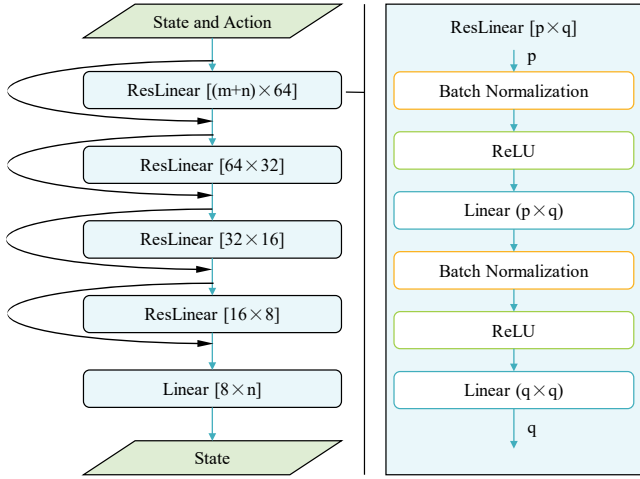 State and Action
ResLinear [(m+n)×64]
ResLinear [64×32]
ResLinear [32×16]
ResLinear [16×8]
Linear [8×n]
State
ResLinear [p×q]
p
Batch Normalization
ReLU
Linear (p×q)
Batch Normalization
ReLU
Linear (q×q)
q